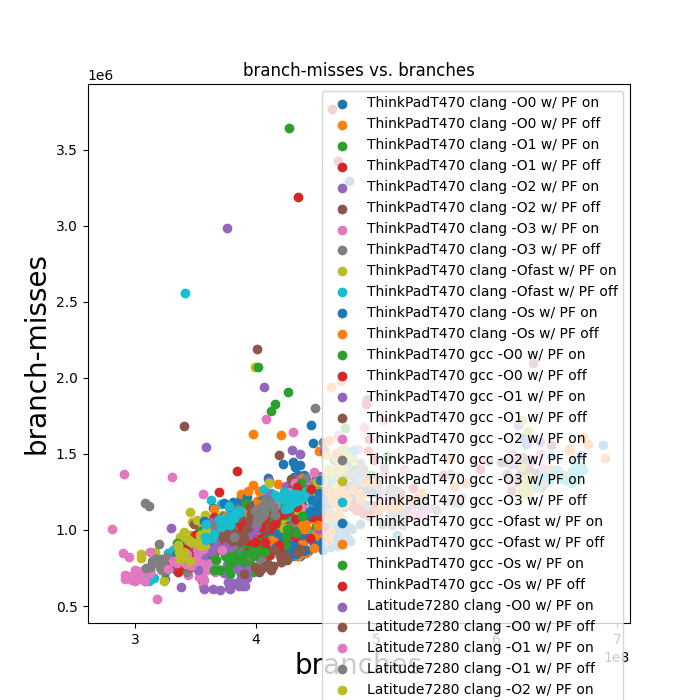 branch-misses vs. branches
1e6
3.5
3.0
2.5
2.0
1.5
1.0
0.5
branch-misses
ThinkPadT470 clang -O0 w/ PF on
ThinkPadT470 clang -O0 w/ PF off
ThinkPadT470 clang -O1 w/ PF on
ThinkPadT470 clang -O1 w/ PF off
ThinkPadT470 clang -O2 w/ PF on
ThinkPadT470 clang -O2 w/ PF off
ThinkPadT470 clang -O3 w/ PF on
ThinkPadT470 clang -O3 w/ PF off
ThinkPadT470 clang -Ofast w/ PF on
ThinkPadT470 clang -Ofast w/ PF off
ThinkPadT470 clang -Os w/ PF on
ThinkPadT470 clang -Os w/ PF off
ThinkPadT470 gcc -O0 w/ PF on
ThinkPadT470 gcc -O0 w/ PF off
ThinkPadT470 gcc -O1 w/ PF on
ThinkPadT470 gcc -O1 w/ PF off
ThinkPadT470 gcc -O2 w/ PF on
ThinkPadT470 gcc -O2 w/ PF off
ThinkPadT470 gcc -O3 w/ PF on
ThinkPadT470 gcc -O3 w/ PF off
ThinkPadT470 gcc -Ofast w/ PF on
ThinkPadT470 gcc -Ofast w/ PF off
ThinkPadT470 gcc -Os w/ PF on
ThinkPadT470 gcc -Os w/ PF off
Latitude7280 clang -O0 w/ PF on
Latitude7280 clang -O0 w/ PF off
Latitude7280 clang -O1 w/ PF on
Latitude7280 clang -O1 w/ PF off
Latitude7280 clang -O2 w/ PF on
3 4 5 6 7
1e8
branches